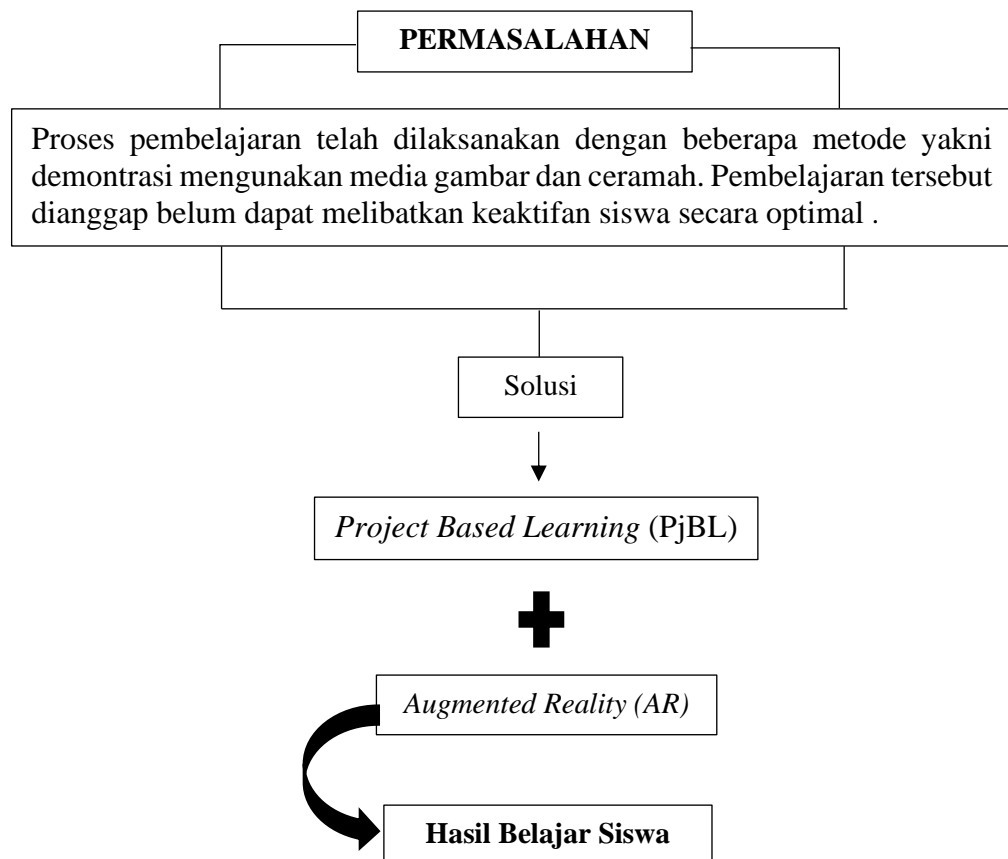 PERMASALAHAN
Proses pembelajaran telah dilaksanakan dengan beberapa metode yakni
demontrasi mengunakan media gambar dan ceramah. Pembelajaran tersebut
dianggap belum dapat melibatkan keaktifan siswa secara optimal .
Solusi
Project Based Learning (PjBL)
Augmented Reality (AR)
Hasil Belajar Siswa